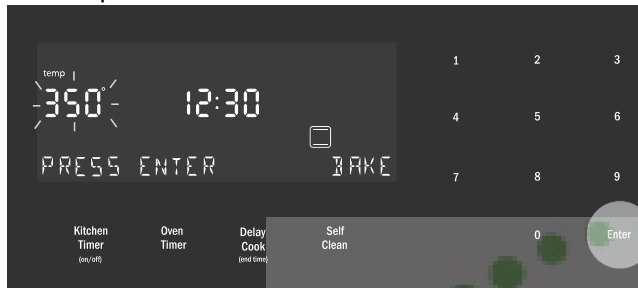 temp
350° 12:30
PRESS ENTER BAKE
1 2 3
4 5 6
7 8 9
0 Enter
Kitchen Timer (on/off)
Oven Timer
Delay Cook (end time)
Self Clean